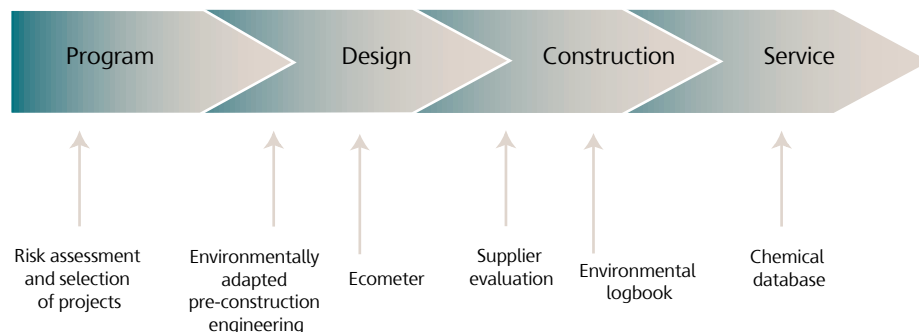 Program
Design
Construction
Service
Risk assessment
and selection
of projects
Environmentally
adapted
pre-construction
engineering
Ecometer
Supplier
evaluation
Environmental
logbook
Chemical
database